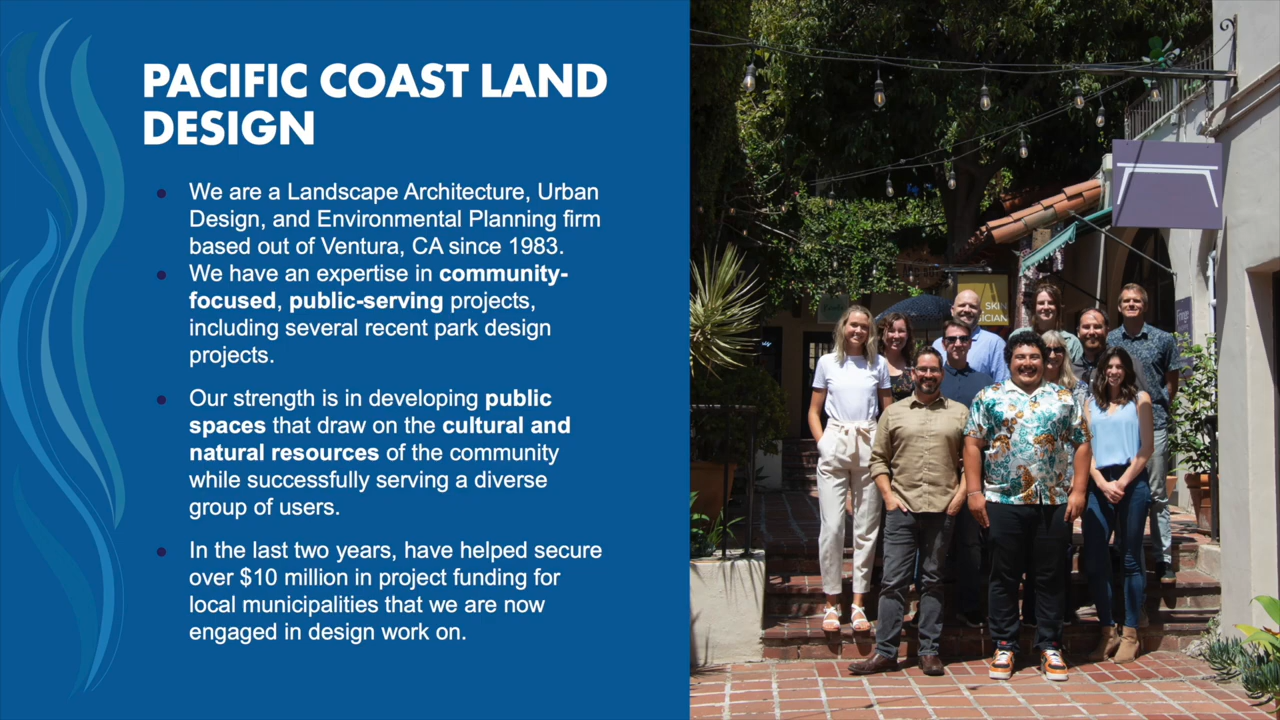 PACIFIC COAST LAND
DESIGN
We are a Landscape Architecture, Urban
Design, and Environmental Planning firm
based out of Ventura, CA since 1983.
We have an expertise in community-
focused, public-serving projects,
including several recent park design
projects.
Our strength is in developing public
spaces that draw on the cultural and
natural resources of the community
while successfully serving a diverse
group of users.
In the last two years, have helped secure
over $10 million in project funding for
local municipalities that we are now
engaged in design work on.
SKIN